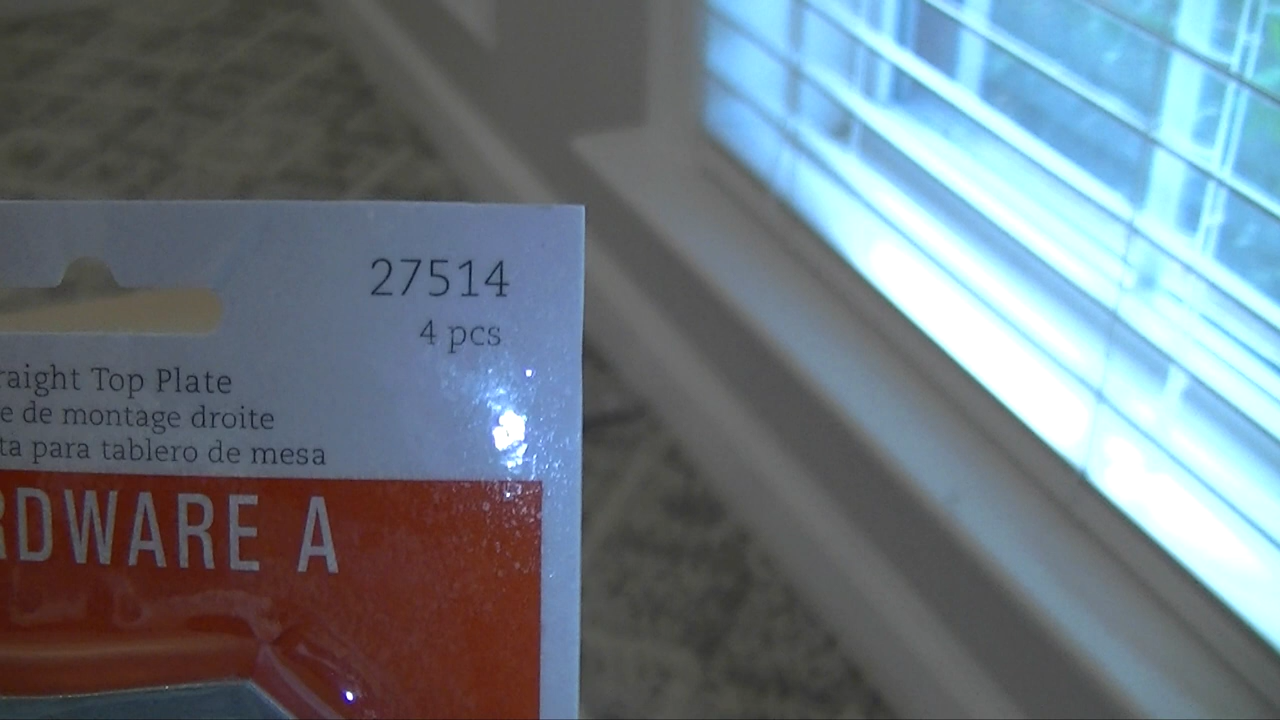 27514
4 pcs
raight Top Plate
e de montage droite
ta para tablero de mesa
RDWARE A